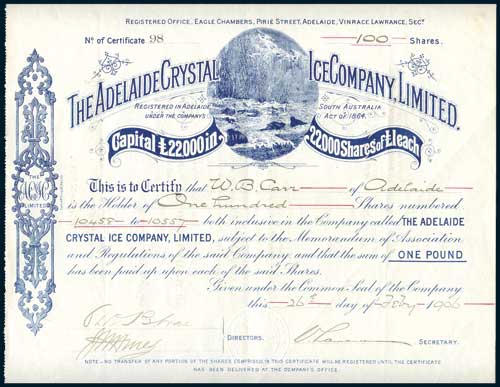 REGISTERED OFFICE, EAGLE CHAMBERS, PIRIE STREET, ADELAIDE, VINRACE LAWRANCE, SECY
No of Certificate 98 100 Shares.
THE ADELAIDE CRYSTAL ICE COMPANY, LIMITED.
REGISTERED IN ADELAIDE SOUTH AUSTRALIA
UNDER THE COMPANY'S ACT OF 1864.
Capital £22,000 in 22,000 Shares of £1 each
This is to Certify that W. B. Carr of Adelaide
is the Holder of One hundred Shares numbered
10458 to 10557 both inclusive in the Company called THE ADELAIDE
CRYSTAL ICE COMPANY, LIMITED, subject to the Memorandum of Association
and Regulations of the said Company and that the sum of ONE POUND
has been paid up upon each of the said Shares.
Given under the Common Seal of the Company
this 26th day of Feby 1906
DIRECTORS. SECRETARY.
NOTE – NO TRANSFER OF ANY PORTION OF THE SHARES COMPRISED IN THIS CERTIFICATE WILL BE REGISTERED UNTIL THE CERTIFICATE
HAS BEEN DELIVERED AT THE COMPANY'S OFFICE.
THE
LIMITED